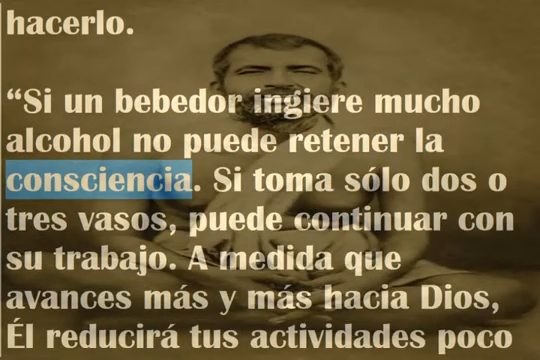 hacerlo.
“Si un bebedor ingiere mucho
alcohol no puede retener la
consciencia. Si toma sólo dos o
tres vasos, puede continuar con
su trabajo. A medida que
avances más y más hacia Dios,
Él reducirá tus actividades poco